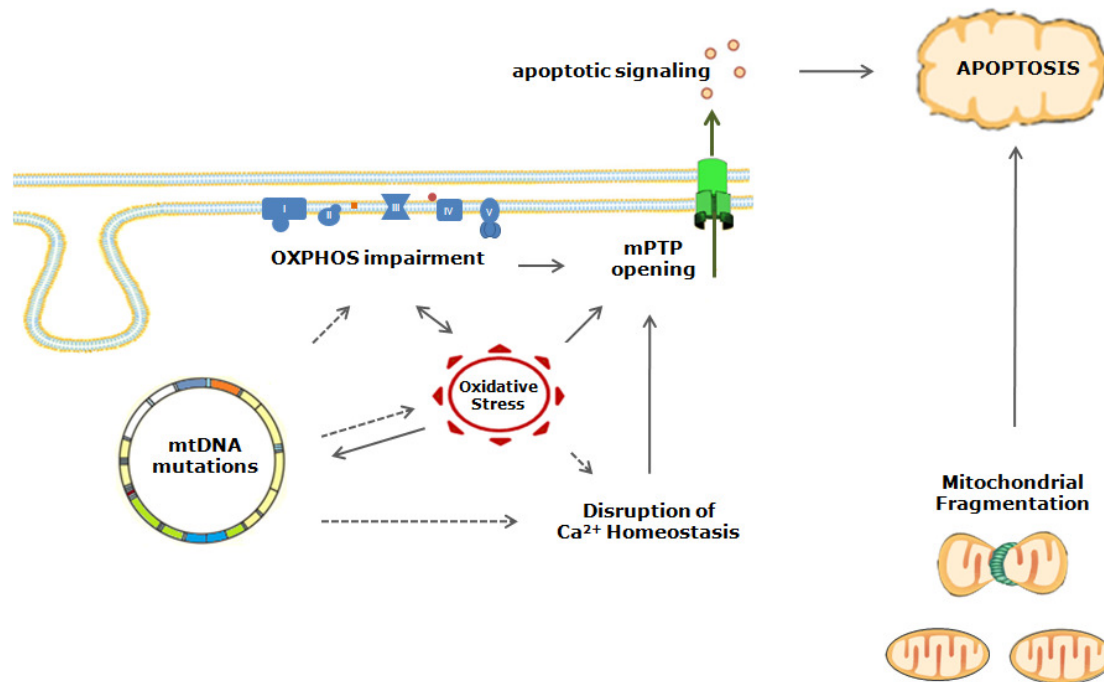 apoptotic signaling
APOPTOSIS
I
II
III
IV
V
OXPHOS impairment
mPTP
opening
Oxidative
Stress
mtDNA
mutations
Disruption of
Ca²⁺ Homeostasis
Mitochondrial
Fragmentation